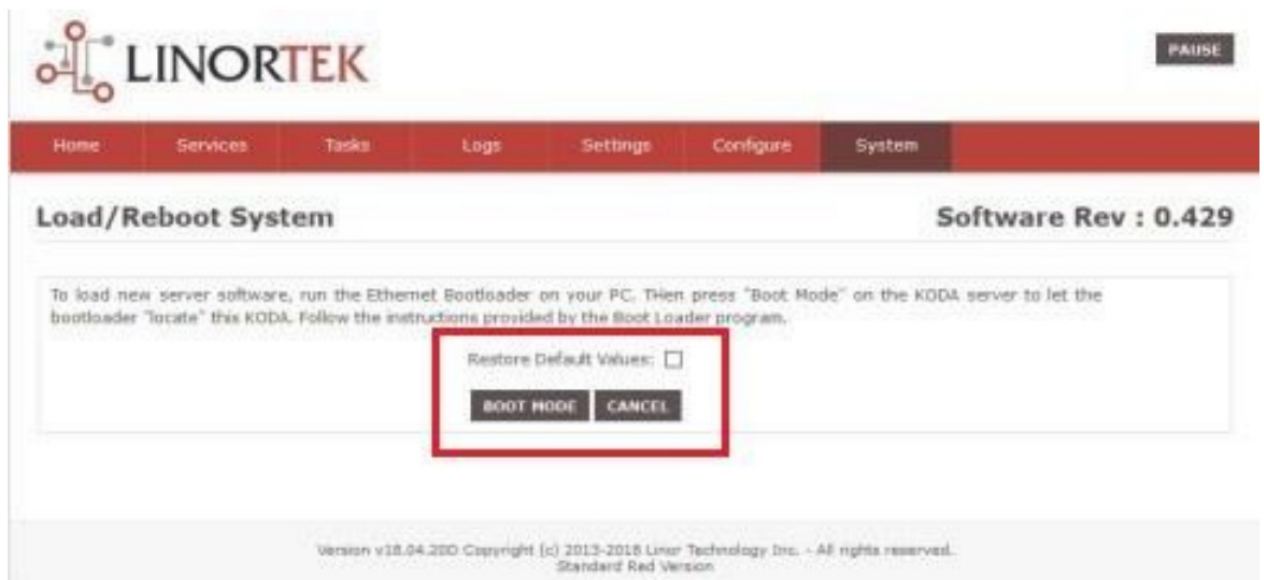 LINORTEK
PAUSE
Home Services Tasks Logs Settings Configure System
Load/Reboot System Software Rev : 0.429
To load new server software, run the Ethernet Bootloader on your PC. THen press "Boot Mode" on the KODA server to let the
bootloader "locate" this KODA. Follow the instructions provided by the Boot Loader program.
Restore Default Values:
BOOT MODE CANCEL
Version v18.04.20D Copyright (c) 2013-2018 Linor Technology Inc. - All rights reserved.
Standard Red Version